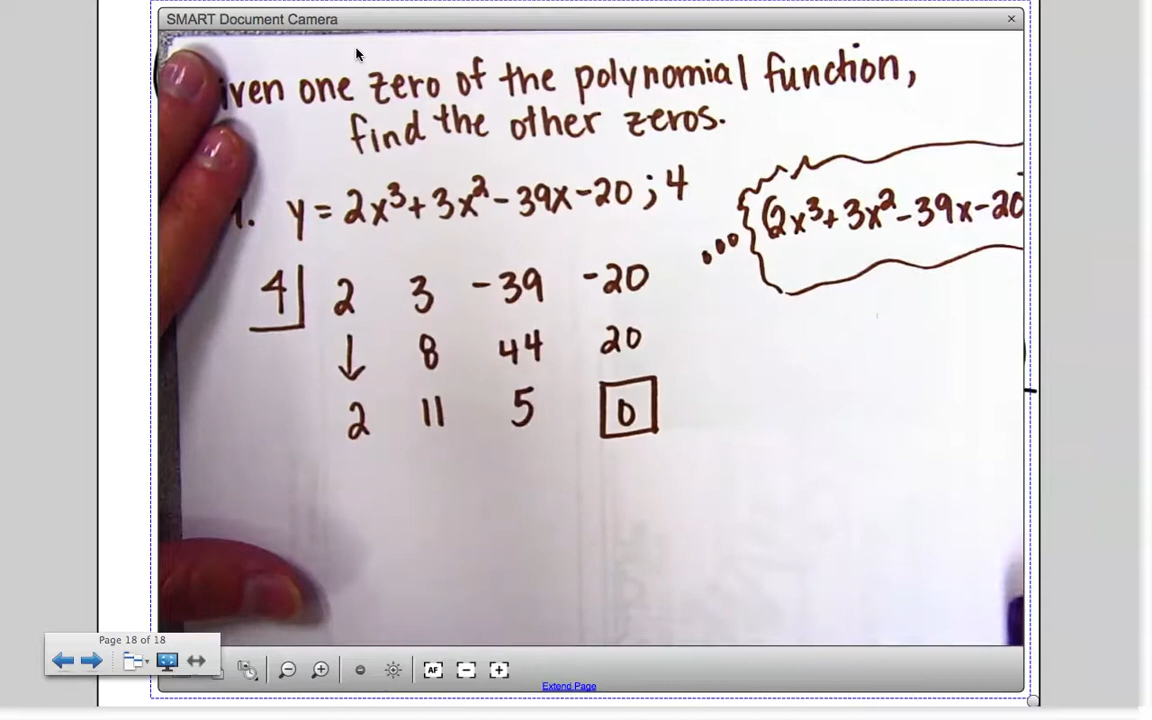 SMART Document Camera
iven one zero of the polynomial function,
find the other zeros.
1. y = 2x³ + 3x² - 39x - 20 ; 4
(2x³ + 3x² - 39x - 20
4 2 3 -39 -20
↓ 8 44 20
2 11 5 0
Page 18 of 18
AF
Extend Page